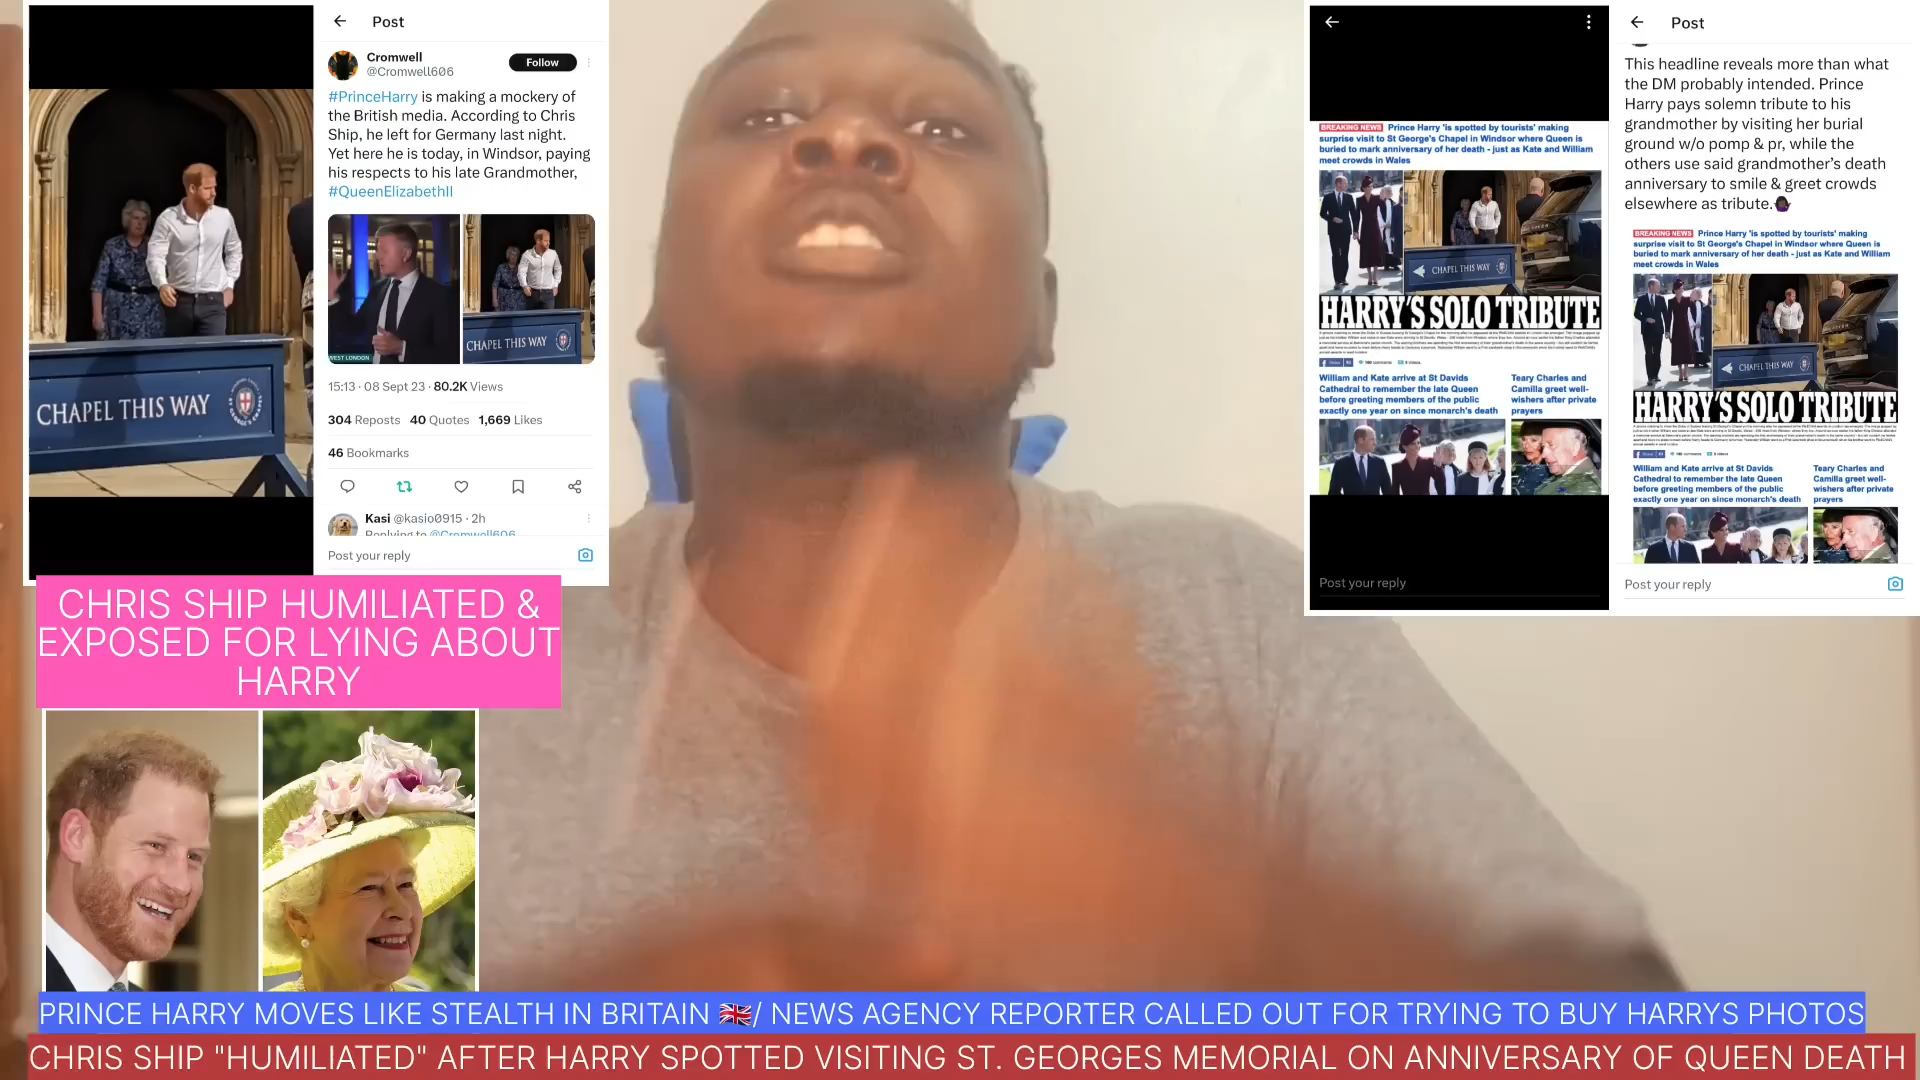 Post
Cromwell
@Cromwell606
Follow
#PrinceHarry is making a mockery of
the British media. According to Chris
Ship, he left for Germany last night.
Yet here he is today, in Windsor, paying
his respects to his late Grandmother,
#QueenElizabethII
WEST LONDON
CHAPEL THIS WAY
15:13 · 08 Sept 23 · 80.2K Views
304 Reposts 40 Quotes 1,669 Likes
46 Bookmarks
Kasi @kasio0915 · 2h
Replying to @Cromwell606
Post your reply
CHAPEL THIS WAY
CHRIS SHIP HUMILIATED &
EXPOSED FOR LYING ABOUT
HARRY
BREAKING NEWS Prince Harry 'is spotted by tourists' making
surprise visit to St George's Chapel in Windsor where Queen is
buried to mark anniversary of her death - just as Kate and William
meet crowds in Wales
CHAPEL THIS WAY
HARRY'S SOLO TRIBUTE
William and Kate arrive at St Davids
Cathedral to remember the late Queen
before greeting members of the public
exactly one year on since monarch's death
Teary Charles and
Camilla greet well-
wishers after private
prayers
Post your reply
Post
This headline reveals more than what
the DM probably intended. Prince
Harry pays solemn tribute to his
grandmother by visiting her burial
ground w/o pomp & pr, while the
others use said grandmother's death
anniversary to smile & greet crowds
elsewhere as tribute.
BREAKING NEWS Prince Harry 'is spotted by tourists' making
surprise visit to St George's Chapel in Windsor where Queen is
buried to mark anniversary of her death - just as Kate and William
meet crowds in Wales
CHAPEL THIS WAY
HARRY'S SOLO TRIBUTE
William and Kate arrive at St Davids
Cathedral to remember the late Queen
before greeting members of the public
exactly one year on since monarch's death
Teary Charles and
Camilla greet well-
wishers after private
prayers
Post your reply
PRINCE HARRY MOVES LIKE STEALTH IN BRITAIN 🇬🇧/ NEWS AGENCY REPORTER CALLED OUT FOR TRYING TO BUY HARRYS PHOTOS
CHRIS SHIP "HUMILIATED" AFTER HARRY SPOTTED VISITING ST. GEORGES MEMORIAL ON ANNIVERSARY OF QUEEN DEATH